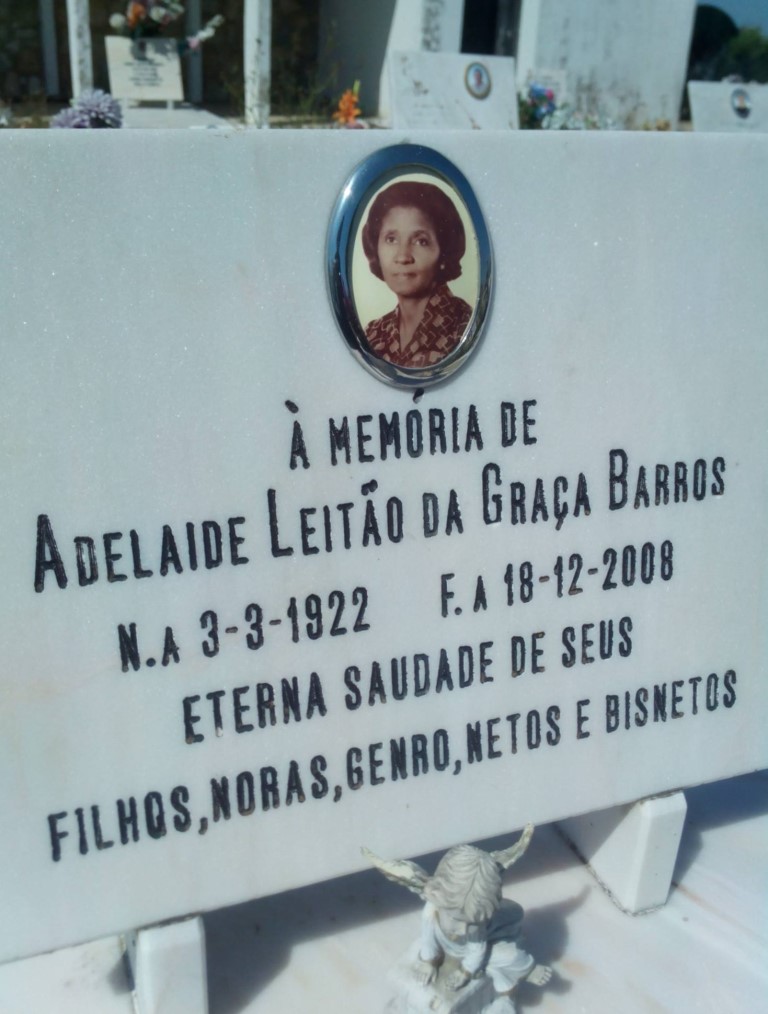 À MEMÓRIA DE
ADELAIDE LEITÃO DA GRAÇA BARROS
N. A 3-3-1922 F. A 18-12-2008
ETERNA SAUDADE DE SEUS
FILHOS, NORAS, GENRO, NETOS E BISNETOS